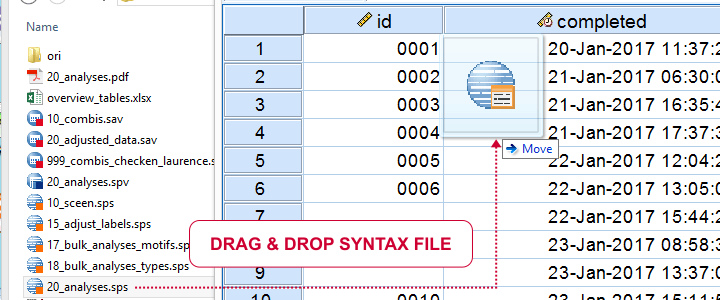 Name
ori
20_analyses.pdf
overview_tables.xlsx
10_combis.sav
20_adjusted_data.sav
999_combis_checken_laurence.s
20_analyses.spv
10_sceen.sps
15_adjust_labels.sps
17_bulk_analyses_motifs.sp
18_bulk_analyses_types.sps
20_analyses.sps
id completed
1 0001 20-Jan-2017 11:37:2
2 0002 21-Jan-2017 06:30:0
3 0003 21-Jan-2017 16:35:4
4 0004 21-Jan-2017 17:37:3
Move
5 0005 22-Jan-2017 12:04:2
6 0006 22-Jan-2017 13:05:0
7 22-Jan-2017 15:44:2
DRAG & DROP SYNTAX FILE
23-Jan-2017 08:58:3
9 23-Jan-2017 13:37:0
10 0010 23-Jan-2017 15:11:5